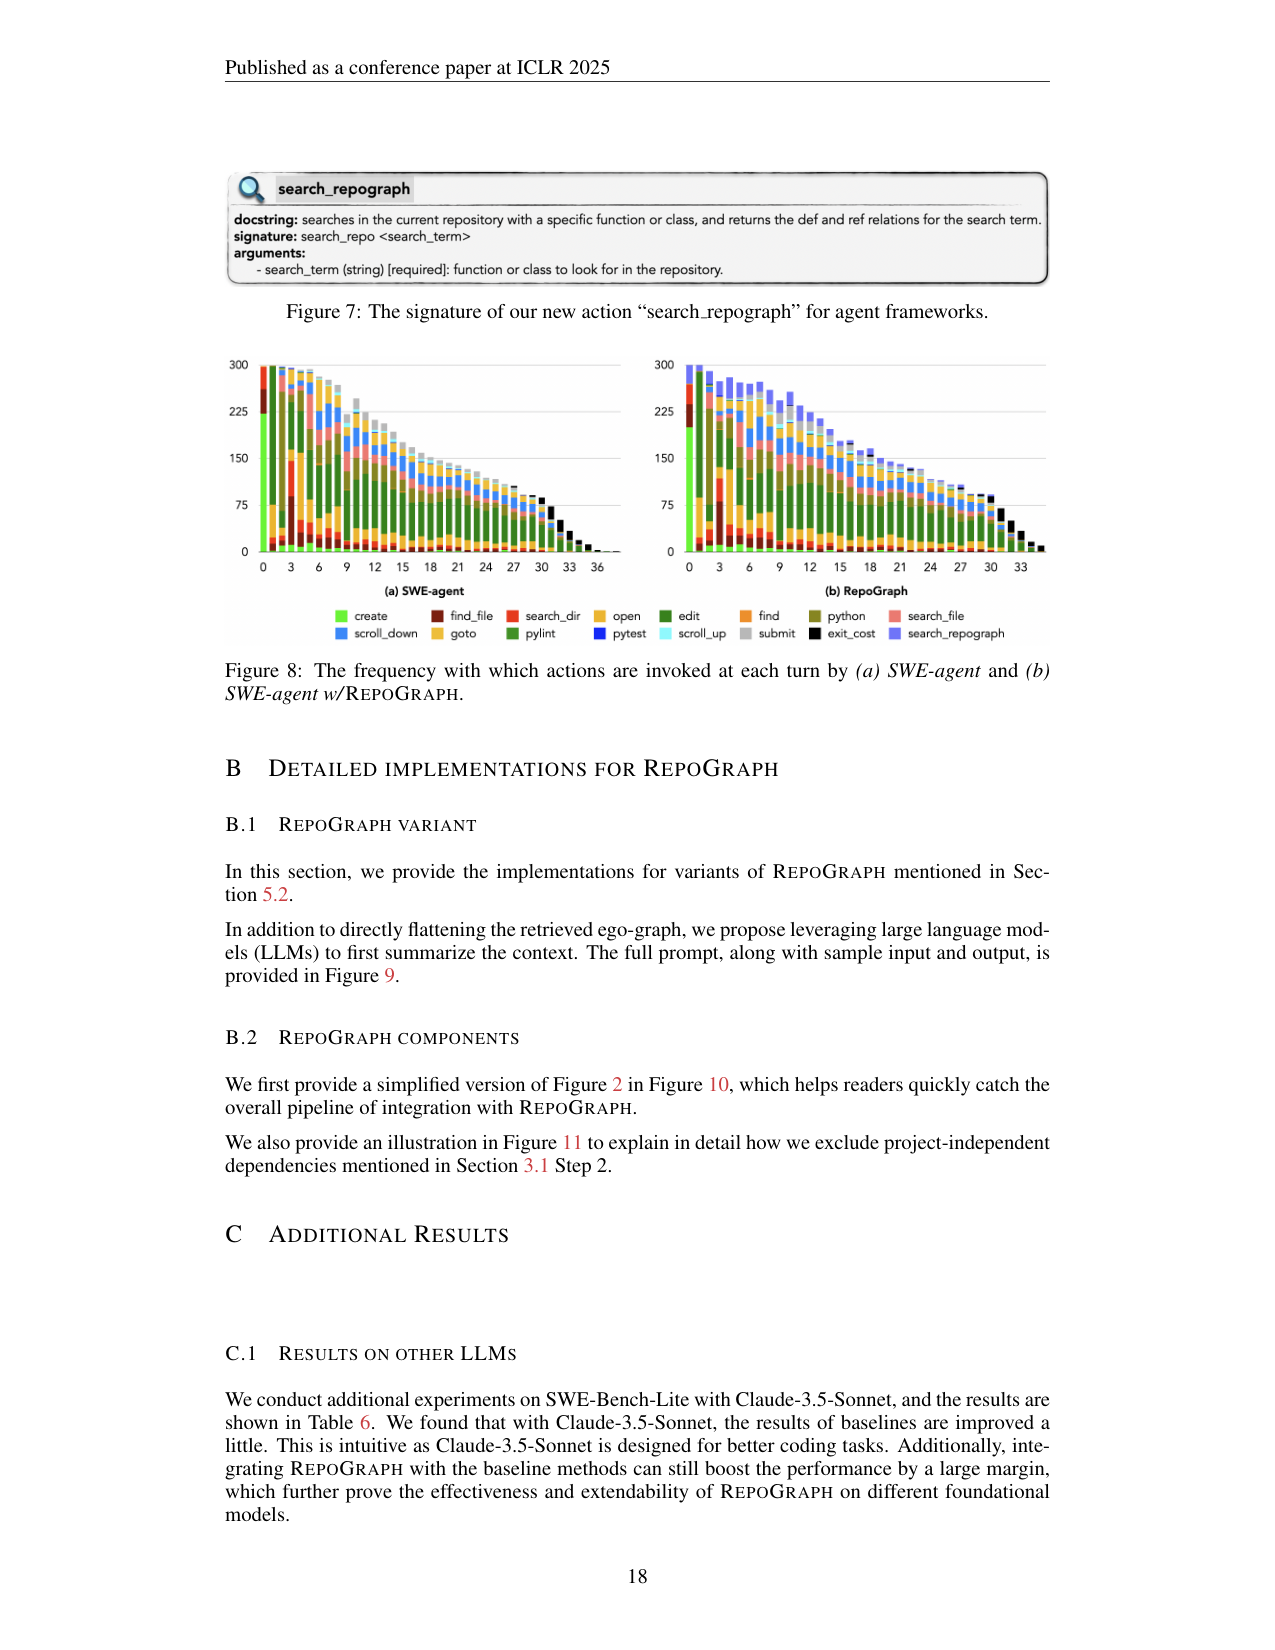 Published as a conference paper at ICLR 2025
search_repograph
docstring: searches in the current repository with a specific function or class, and returns the def and ref relations for the search term.
signature: search_repo <search_term>
arguments:
- search_term (string) [required]: function or class to look for in the repository.
Figure 7: The signature of our new action “search_repograph” for agent frameworks.
300
225
150
75
0
0 3 6 9 12 15 18 21 24 27 30 33 36
(a) SWE-agent
300
225
150
75
0
0 3 6 9 12 15 18 21 24 27 30 33
(b) RepoGraph
create find_file search_dir open edit find python search_file
scroll_down goto pylint pytest scroll_up submit exit_cost search_repograph
Figure 8: The frequency with which actions are invoked at each turn by (a) SWE-agent and (b)
SWE-agent w/REPOGRAPH.
B DETAILED IMPLEMENTATIONS FOR REPOGRAPH
B.1 REPOGRAPH VARIANT
In this section, we provide the implementations for variants of REPOGRAPH mentioned in Sec-
tion 5.2.
In addition to directly flattening the retrieved ego-graph, we propose leveraging large language mod-
els (LLMs) to first summarize the context. The full prompt, along with sample input and output, is
provided in Figure 9.
B.2 REPOGRAPH COMPONENTS
We first provide a simplified version of Figure 2 in Figure 10, which helps readers quickly catch the
overall pipeline of integration with REPOGRAPH.
We also provide an illustration in Figure 11 to explain in detail how we exclude project-independent
dependencies mentioned in Section 3.1 Step 2.
C ADDITIONAL RESULTS
C.1 RESULTS ON OTHER LLMS
We conduct additional experiments on SWE-Bench-Lite with Claude-3.5-Sonnet, and the results are
shown in Table 6. We found that with Claude-3.5-Sonnet, the results of baselines are improved a
little. This is intuitive as Claude-3.5-Sonnet is designed for better coding tasks. Additionally, inte-
grating REPOGRAPH with the baseline methods can still boost the performance by a large margin,
which further prove the effectiveness and extendability of REPOGRAPH on different foundational
models.
18